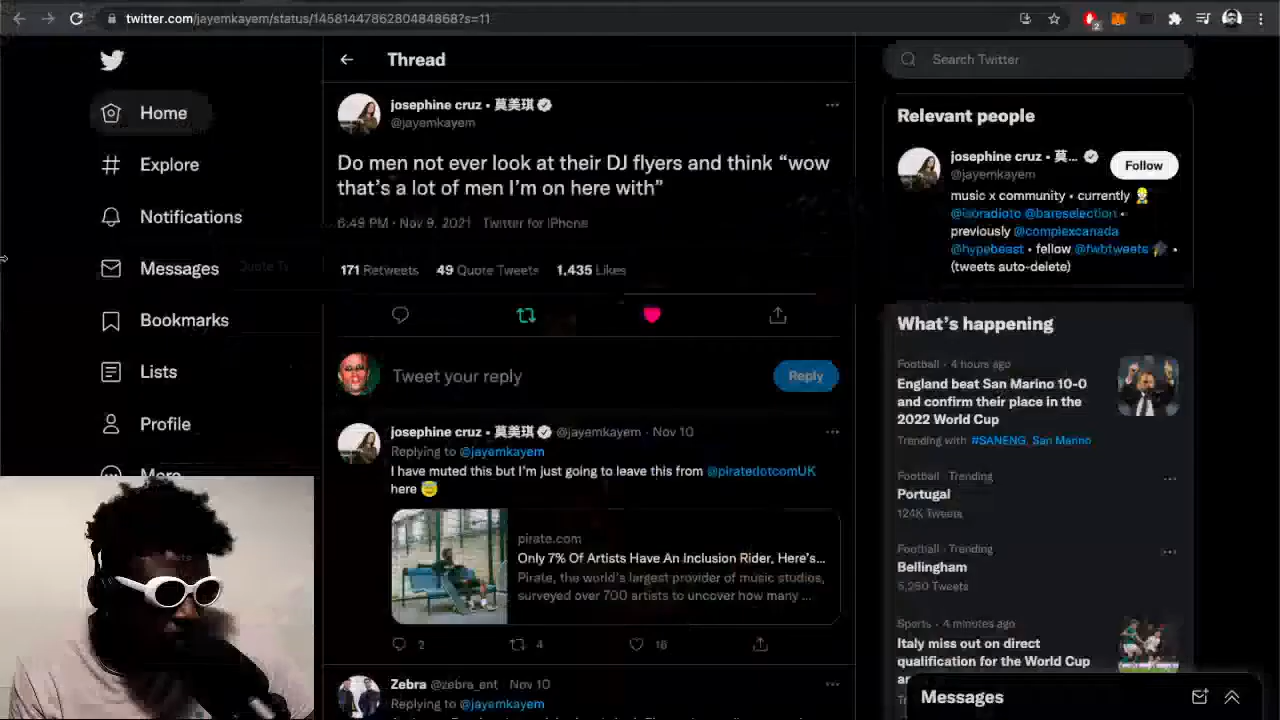 twitter.com/jayemkayem/status/1458144786280484868?s=11
2
Home
Explore
Notifications
Messages
Bookmarks
Lists
Profile
More
Thread
josephine cruz • 莫美琪
@jayemkayem
Do men not ever look at their DJ flyers and think “wow
that’s a lot of men I’m on here with”
6:49 PM · Nov 9, 2021 · Twitter for iPhone
171 Retweets 49 Quote Tweets 1,435 Likes
Tweet your reply
Reply
josephine cruz • 莫美琪 @jayemkayem · Nov 10
Replying to @jayemkayem
I have muted this but I’m just going to leave this from @piratedotcomUK
here
pirate.com
Only 7% Of Artists Have An Inclusion Rider, Here’s...
Pirate, the world’s largest provider of music studios,
surveyed over 700 artists to uncover how many ...
2 4 16
Zebra @zebra_ent · Nov 10
Replying to @jayemkayem
Search Twitter
Relevant people
josephine cruz • 莫...
Follow
@jayemkayem
music x community • currently
@isoradioto @bareselection •
previously @complexcanada
@hypebeast • fellow @fwbtweets •
(tweets auto-delete)
What’s happening
Football · 4 hours ago
England beat San Marino 10-0
and confirm their place in the
2022 World Cup
Trending with #SANENG, San Marino
Football · Trending
Portugal
124K Tweets
Football · Trending
Bellingham
5,250 Tweets
Sports · 4 minutes ago
Italy miss out on direct
qualification for the World Cup
Messages